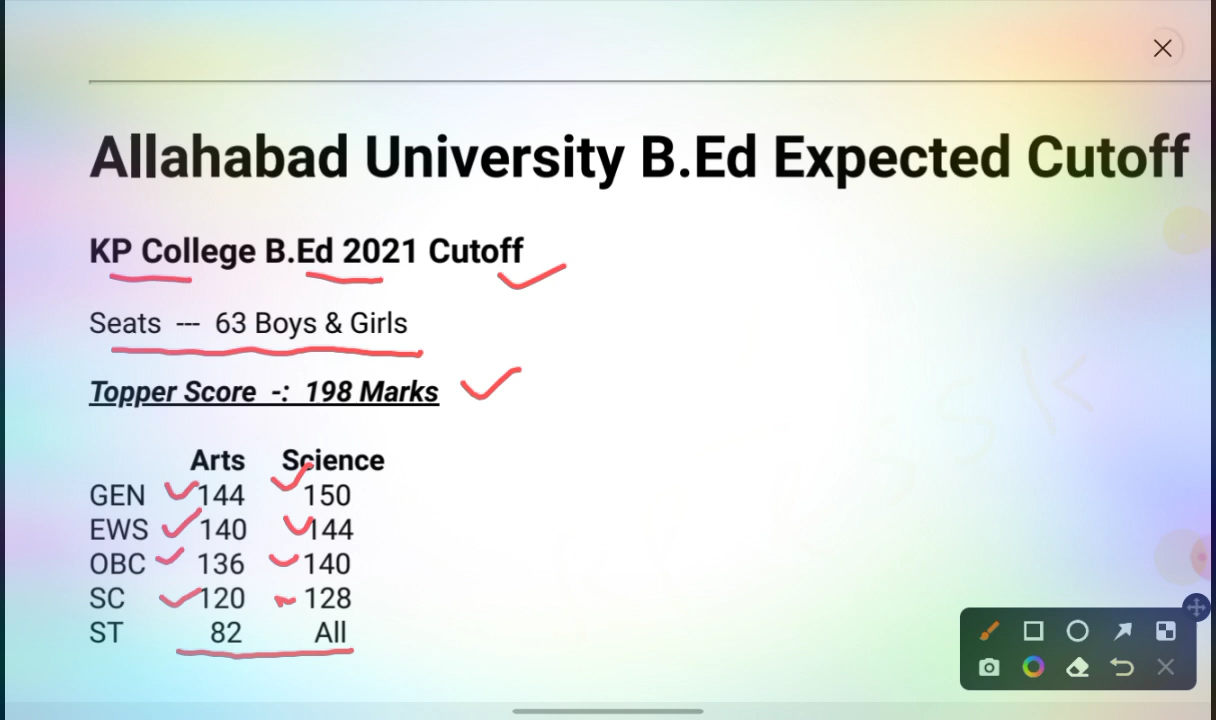 Allahabad University B.Ed Expected Cutoff
KP College B.Ed 2021 Cutoff
Seats --- 63 Boys & Girls
Topper Score -: 198 Marks
Arts Science
GEN 144 150
EWS 140 144
OBC 136 140
SC 120 128
ST 82 All